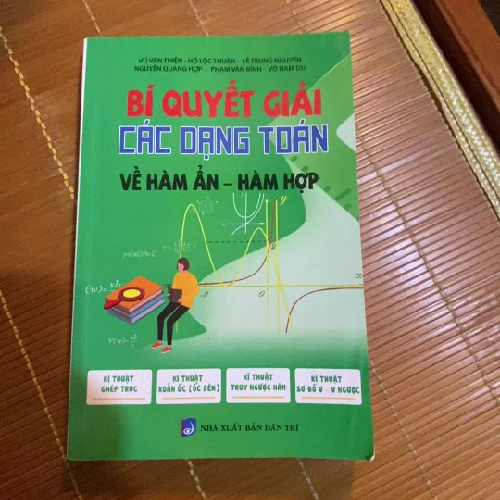 VŨ VĂN THIỆN - HỒ LỘC THUẬN - LÊ TRUNG NGUYÊN
NGUYỄN QUANG HỢP - PHẠM VĂN BÌNH - VÕ NAM DU
BÍ QUYẾT GIẢI
CÁC DẠNG TOÁN
VỀ HÀM ẨN – HÀM HỢP
y
-1
O
x
KĨ THUẬT
GHÉP TRỤC
KĨ THUẬT
XOẮN ỐC (ỐC SÊN)
KĨ THUẬT
TRUY NGƯỢC HÀM
KĨ THUẬT
SƠ ĐỒ V - V NGƯỢC
NHÀ XUẤT BẢN DÂN TRÍ